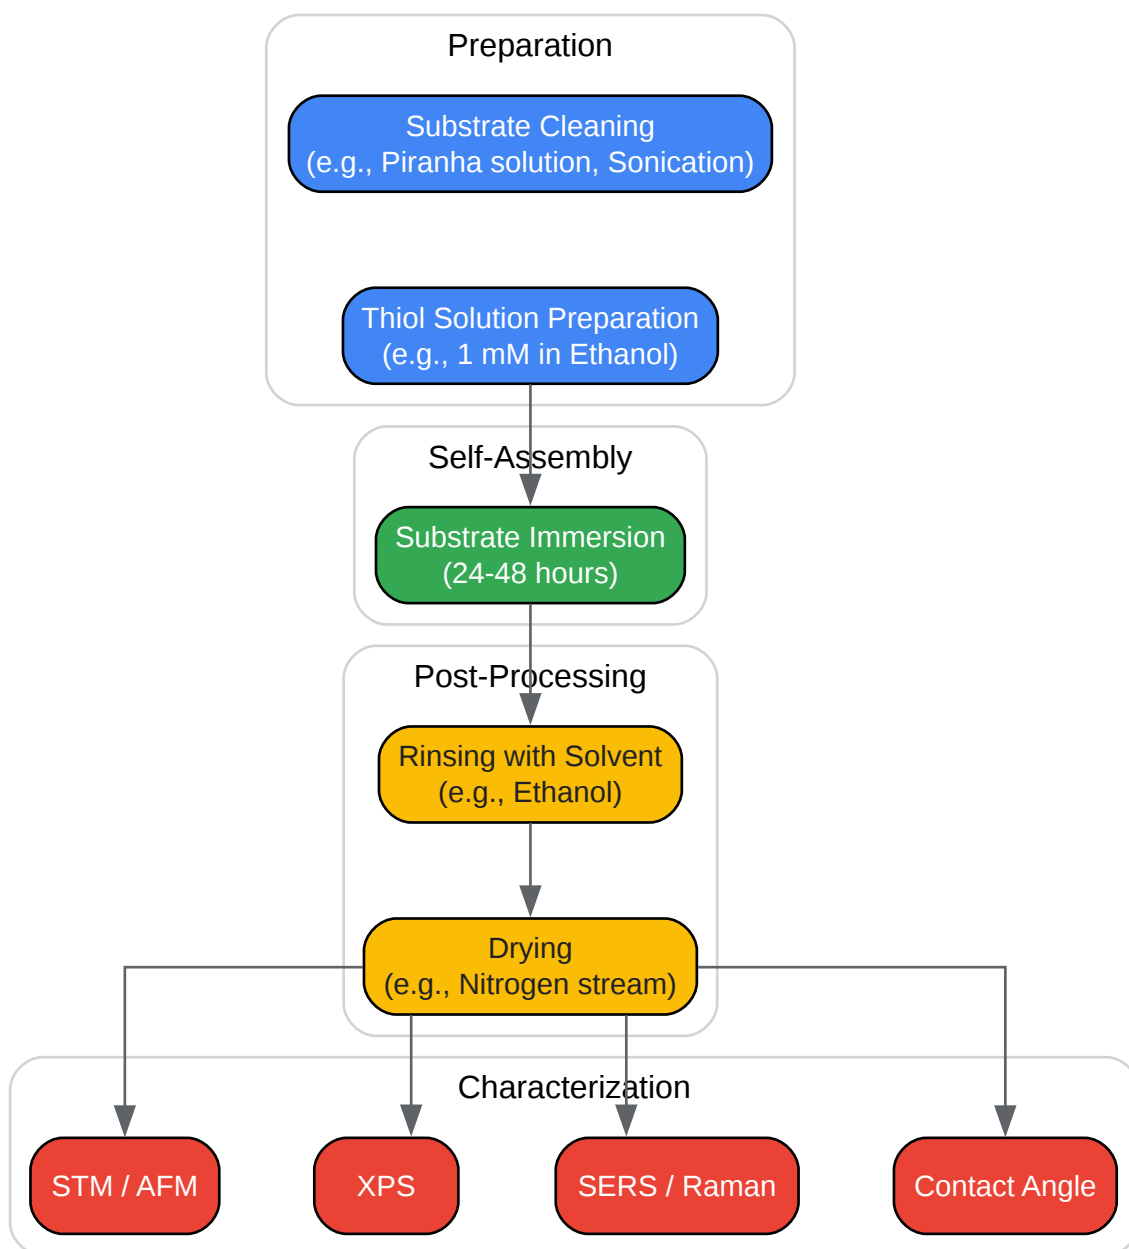 Preparation
Substrate Cleaning
(e.g., Piranha solution, Sonication)
Thiol Solution Preparation
(e.g., 1 mM in Ethanol)
Self-Assembly
Substrate Immersion
(24-48 hours)
Post-Processing
Rinsing with Solvent
(e.g., Ethanol)
Drying
(e.g., Nitrogen stream)
Characterization
STM / AFM
XPS
SERS / Raman
Contact Angle